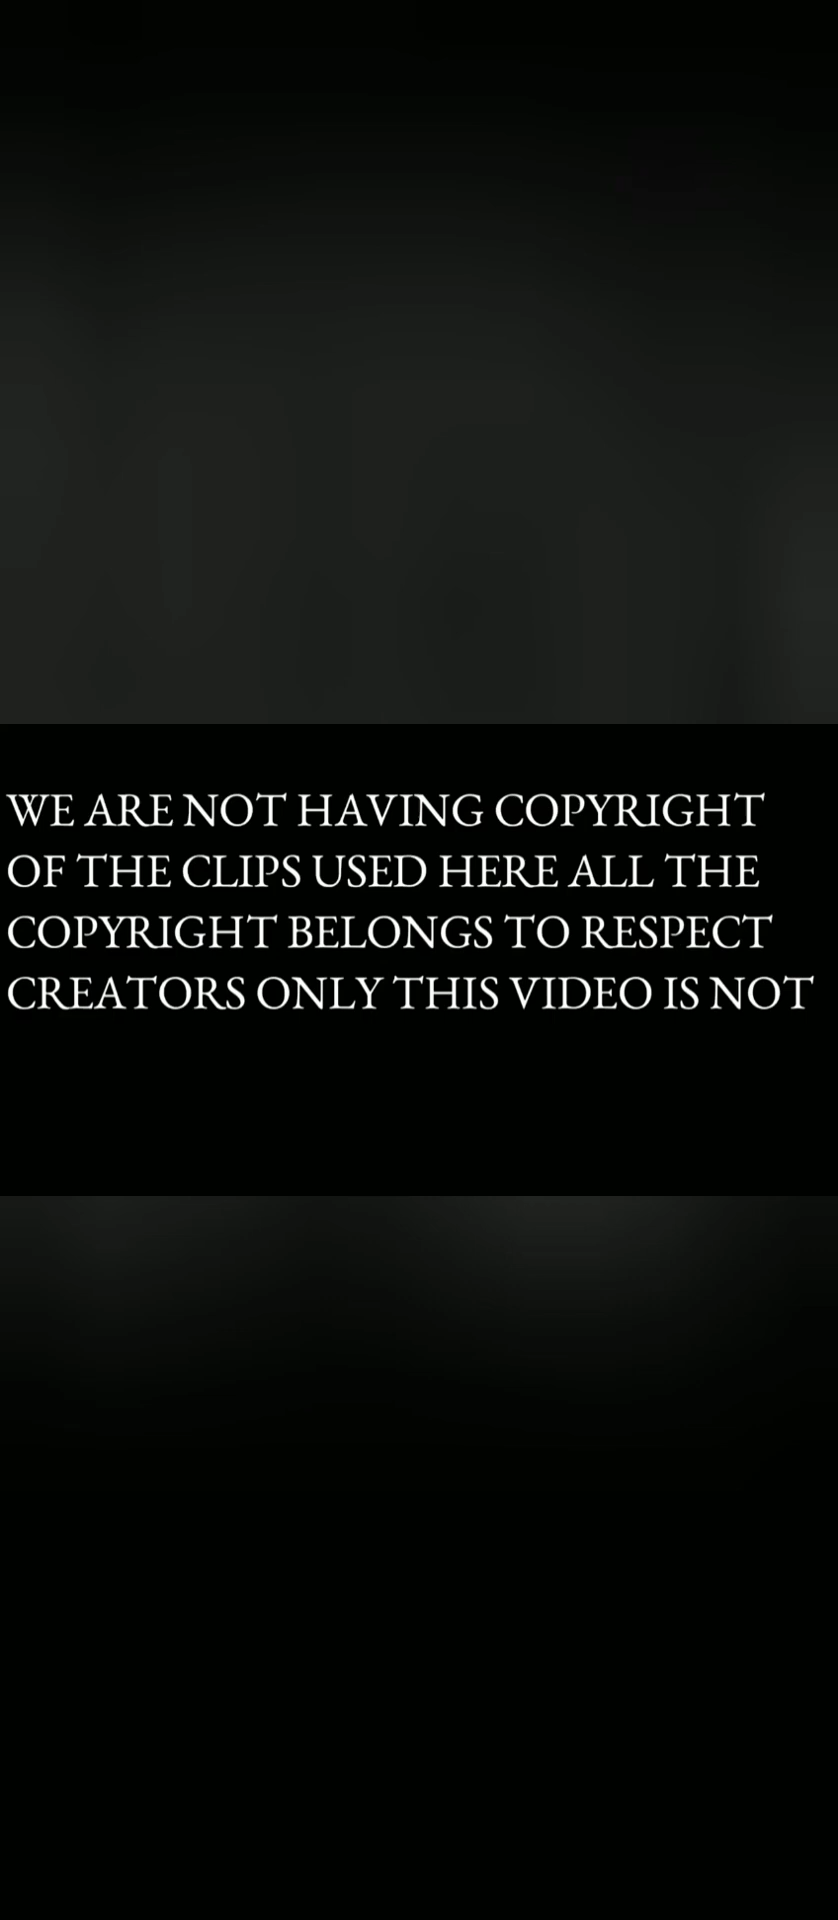 WE ARE NOT HAVING COPYRIGHT
OF THE CLIPS USED HERE ALL THE
COPYRIGHT BELONGS TO RESPECT
CREATORS ONLY THIS VIDEO IS NOT